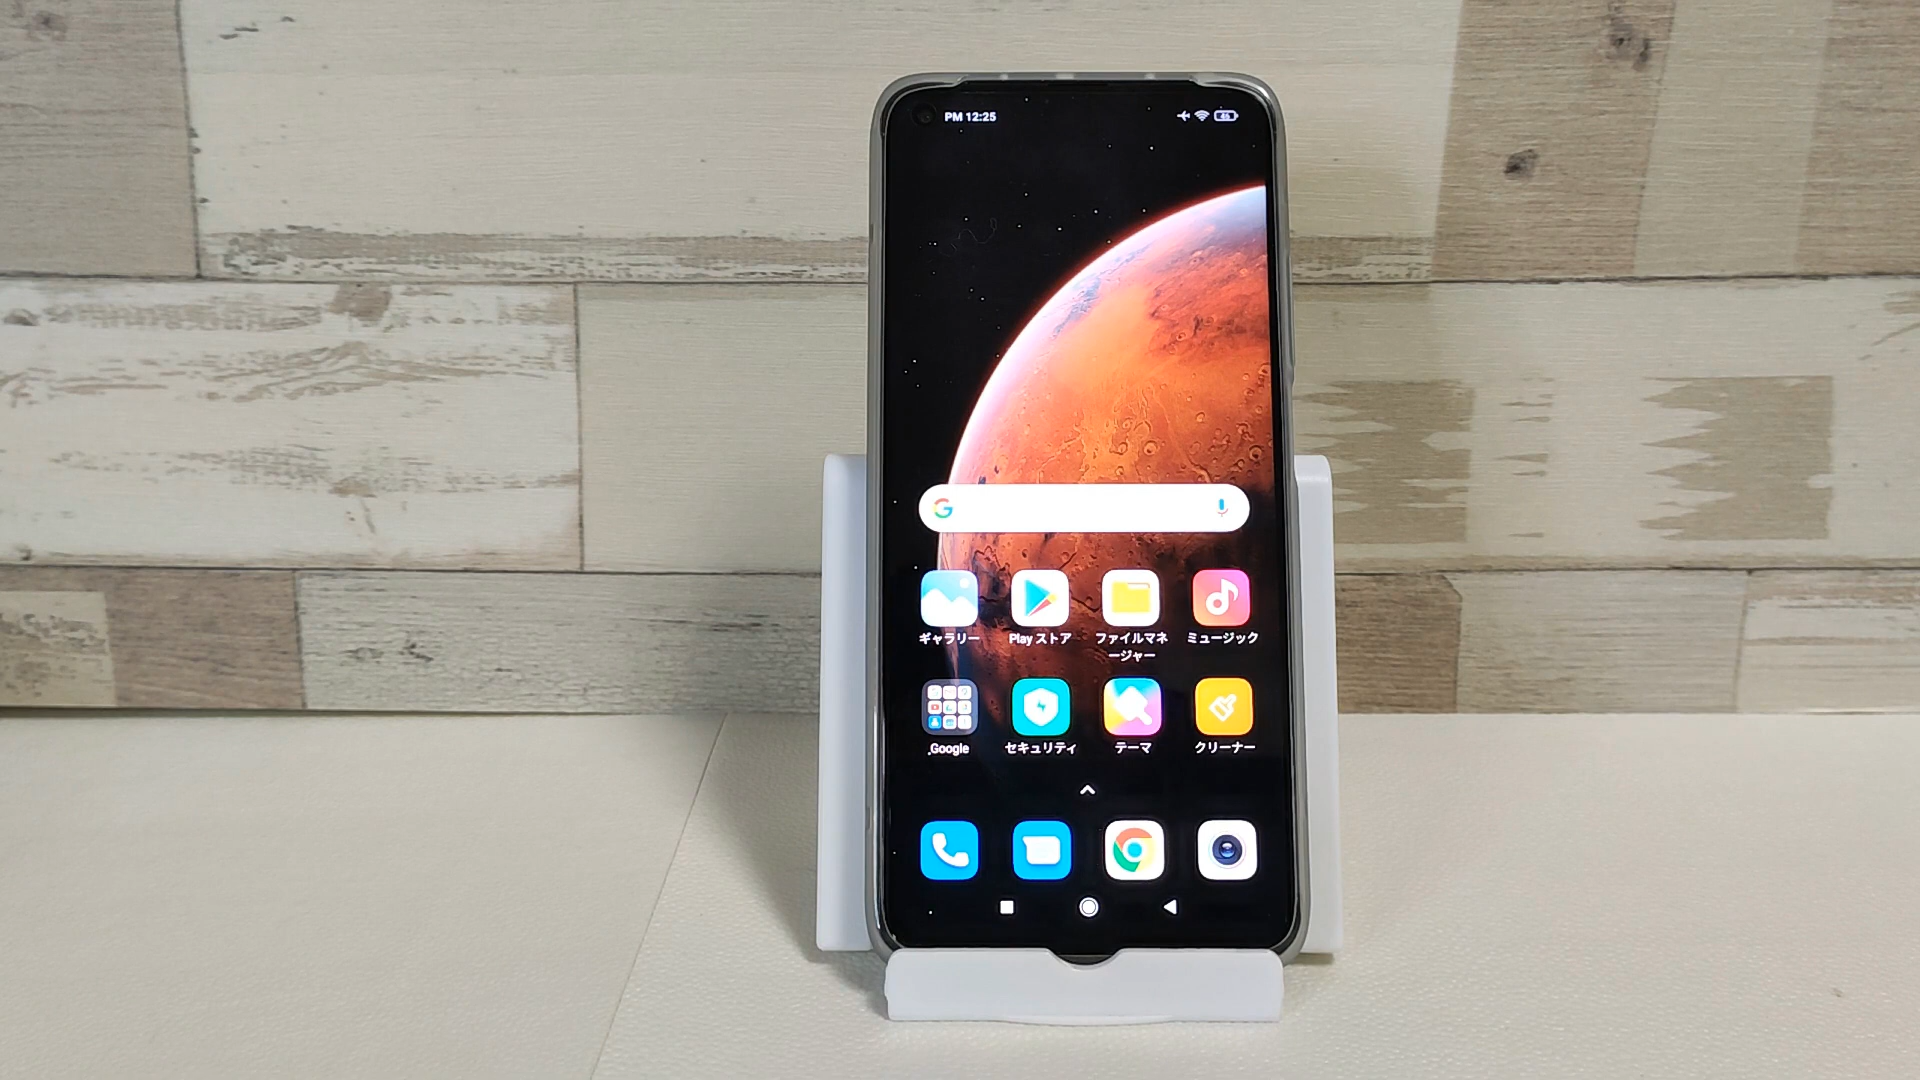 PM 12:25
46
ギャラリー
Play ストア
ファイルマネ
ージャー
ミュージック
Google
セキュリティ
テーマ
クリーナー